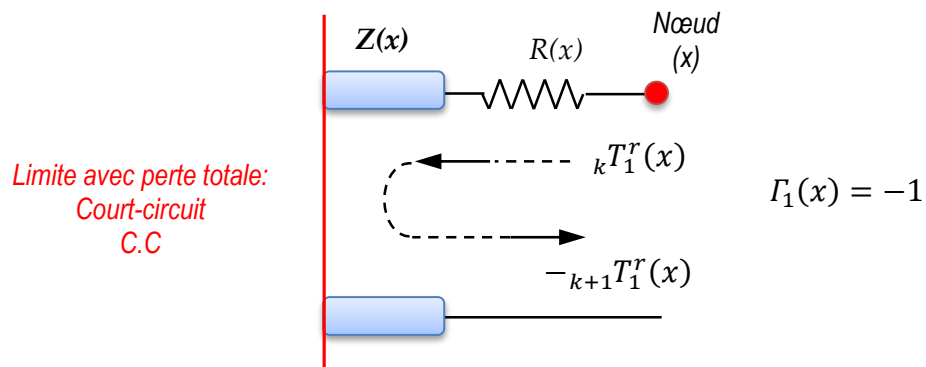 Z(x)
R(x)
Nœud
(x)
Limite avec perte totale:
Court-circuit
C.C
ₖT₁ʳ(x)
Γ₁(x) = −1
−ₖ₊₁T₁ʳ(x)